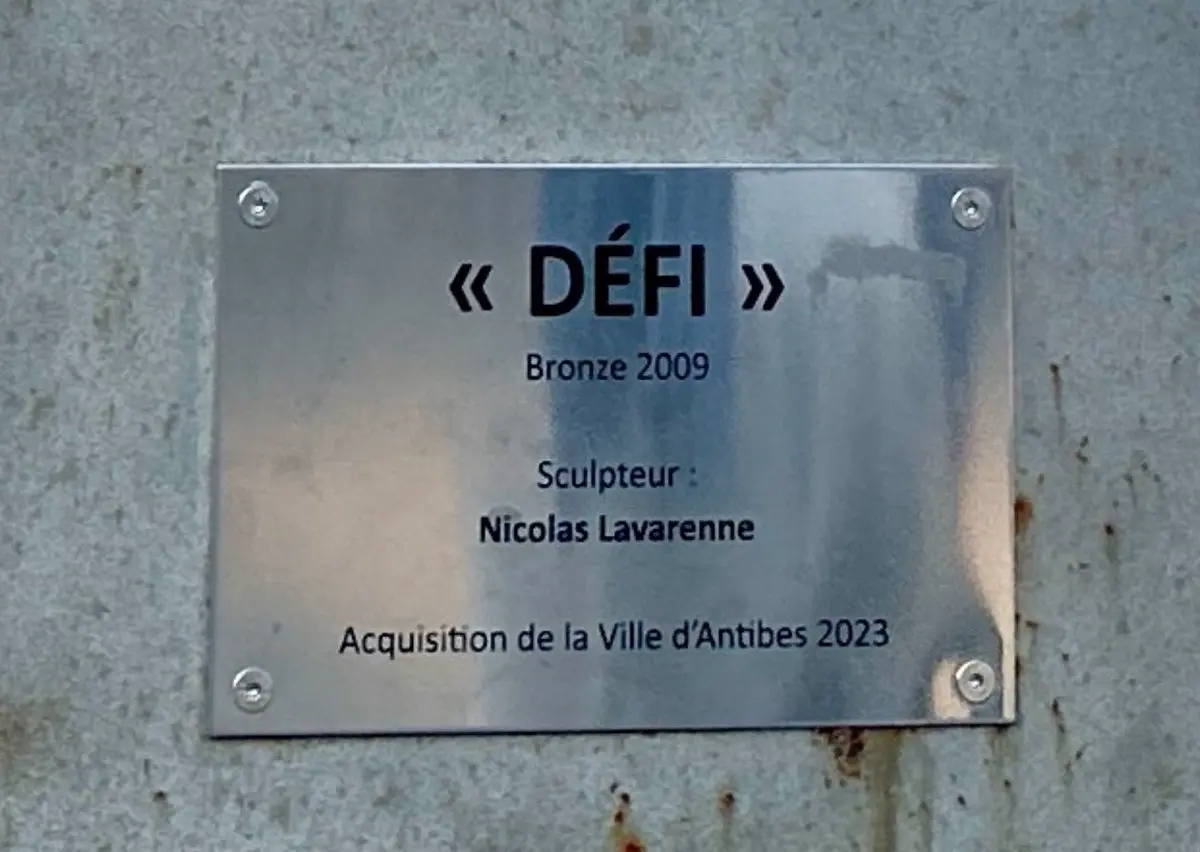 « DÉFI »
Bronze 2009
Sculpteur :
Nicolas Lavarenne
Acquisition de la Ville d'Antibes 2023